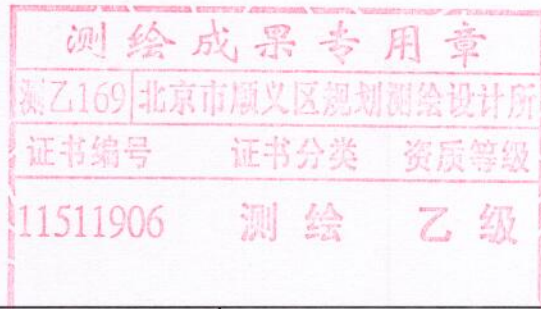 测绘成果专用章
测乙169 北京市顺义区规划测绘设计所
证书编号 证书分类 资质等级
11511906 测绘 乙级